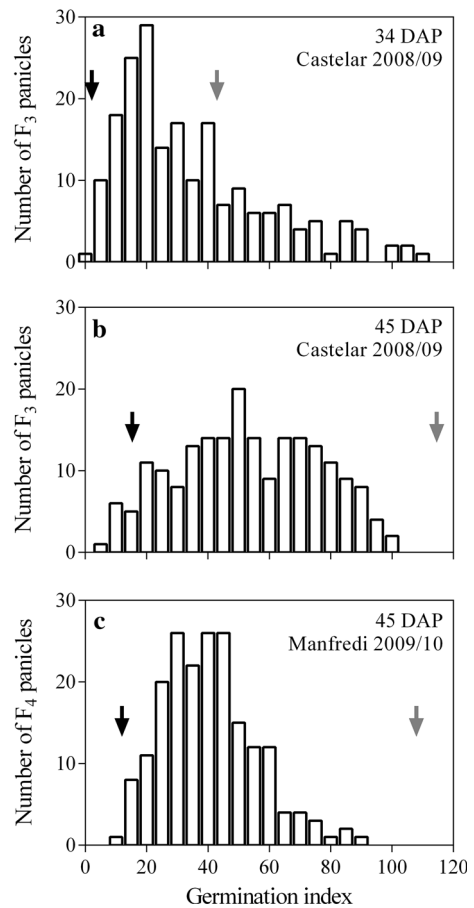 a
34 DAP
Castelar 2008/09
Number of F3 panicles
30
20
10
0
b
45 DAP
Castelar 2008/09
Number of F3 panicles
30
20
10
0
c
45 DAP
Manfredi 2009/10
Number of F4 panicles
30
20
10
0
0 20 40 60 80 100 120
Germination index